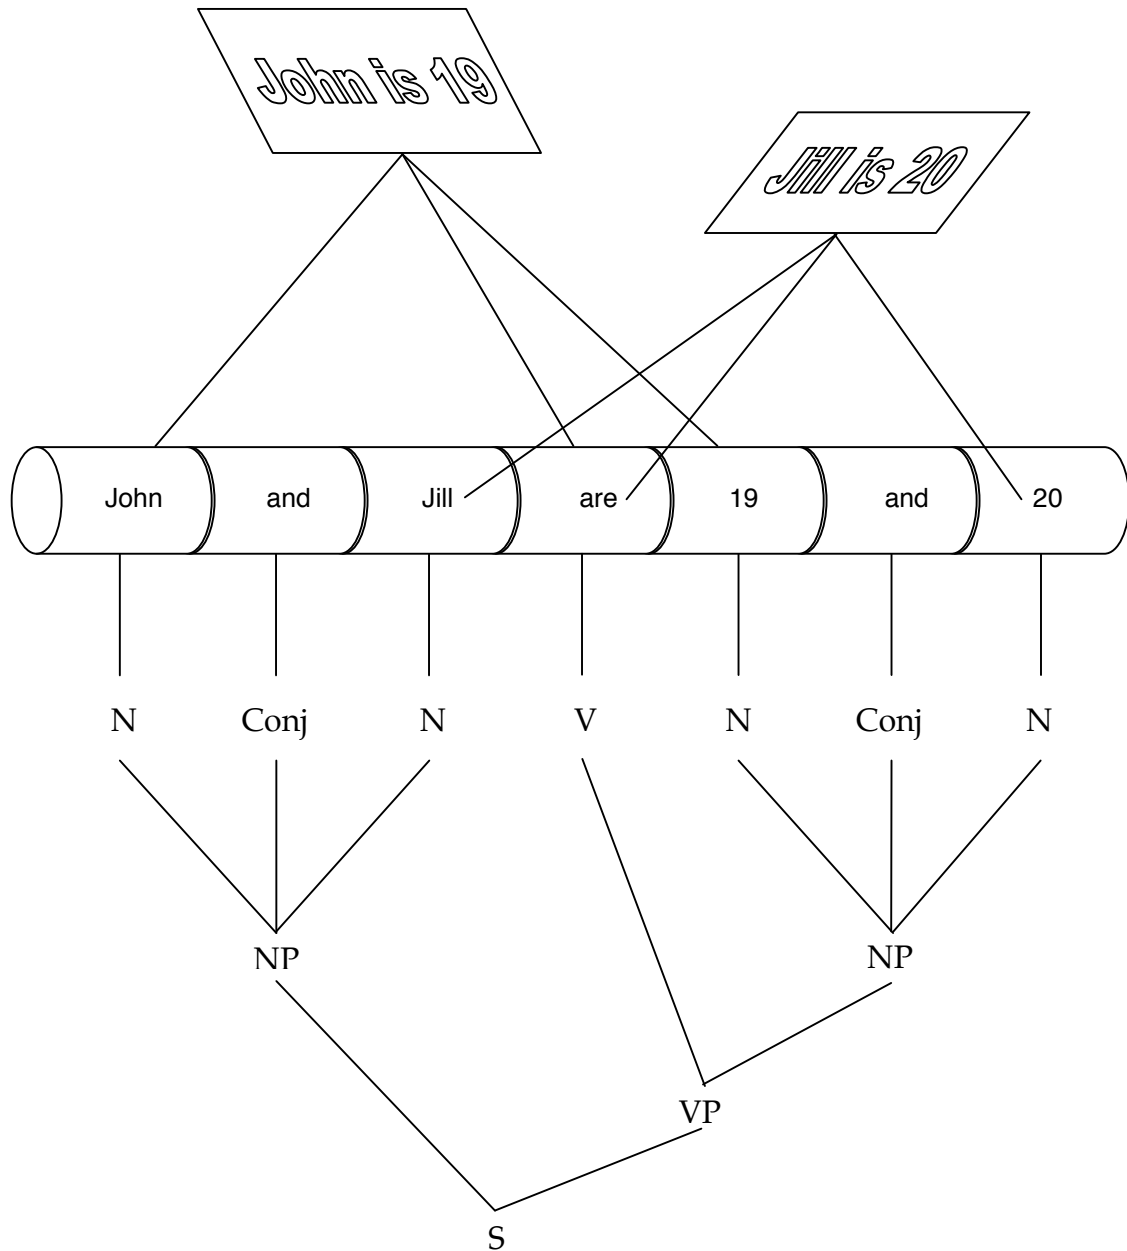 John is 19
Jill is 20
John and Jill are 19 and 20
N Conj N V N Conj N
NP NP
VP
S